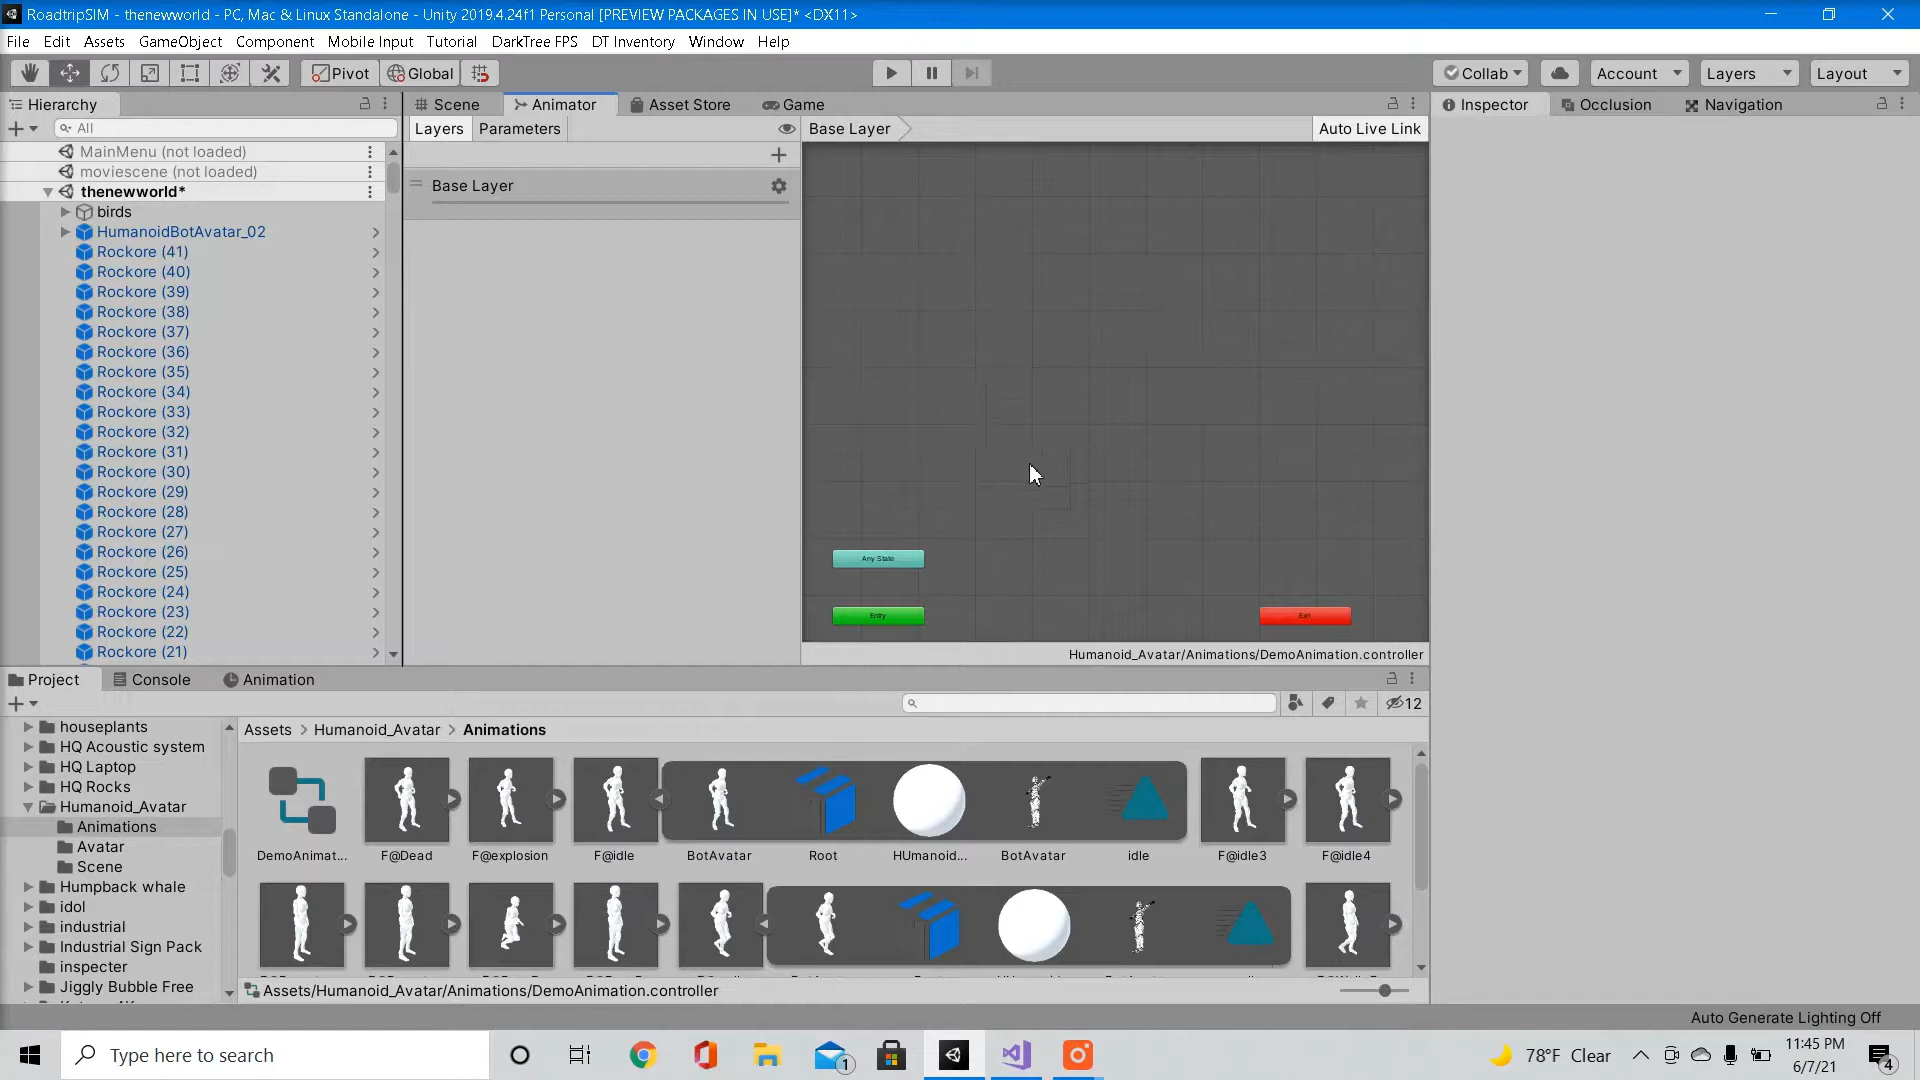 RoadtripSIM - thenewworld - PC, Mac & Linux Standalone - Unity 2019.4.24f1 Personal [PREVIEW PACKAGES IN USE]* <DX11>
File Edit Assets GameObject Component Mobile Input Tutorial DarkTree FPS DT Inventory Window Help
Pivot Global Collab Account Layers Layout
Hierarchy Scene Animator Asset Store Game Inspector Occlusion Navigation
All Layers Parameters Base Layer Auto Live Link
MainMenu (not loaded)
moviescene (not loaded)
thenewworld*
Base Layer
birds
HumanoidBotAvatar_02
Rockore (41)
Rockore (40)
Rockore (39)
Rockore (38)
Rockore (37)
Rockore (36)
Rockore (35)
Rockore (34)
Rockore (33)
Rockore (32)
Rockore (31)
Rockore (30)
Rockore (29)
Rockore (28)
Rockore (27)
Rockore (26)
Rockore (25)
Rockore (24)
Rockore (23)
Rockore (22)
Rockore (21)
Any State
Entry
Exit
Humanoid_Avatar/Animations/DemoAnimation.controller
Project Console Animation
12
houseplants
HQ Acoustic system
HQ Laptop
HQ Rocks
Humanoid_Avatar
Animations
Avatar
Scene
Humpback whale
idol
industrial
Industrial Sign Pack
inspecter
Jiggly Bubble Free
Assets > Humanoid_Avatar > Animations
DemoAnimat... F@Dead F@explosion F@idle BotAvatar Root HUmanoid... BotAvatar idle F@idle3 F@idle4
Assets/Humanoid_Avatar/Animations/DemoAnimation.controller
Auto Generate Lighting Off
Type here to search
1
78°F Clear
11:45 PM
6/7/21
4